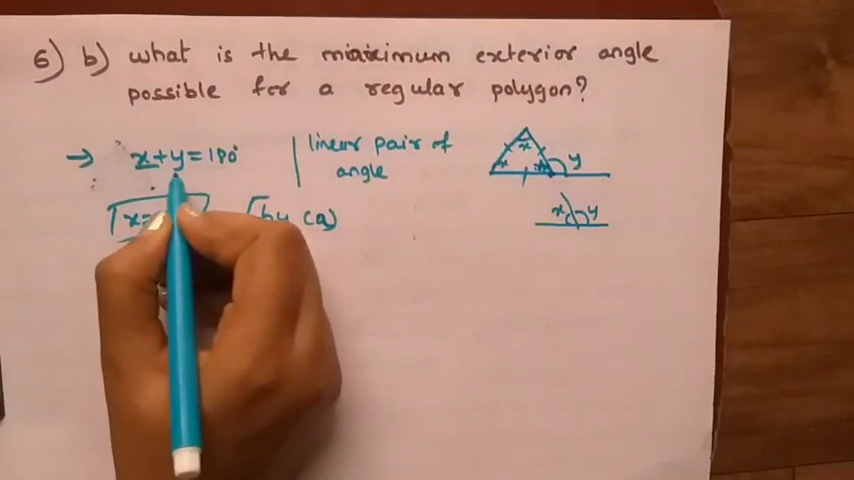 6) b) what is the maximum exterior angle
possible for a regular polygon?
→ x+y=180° | linear pair of
angle
x=
by (a)
x x x y
x y